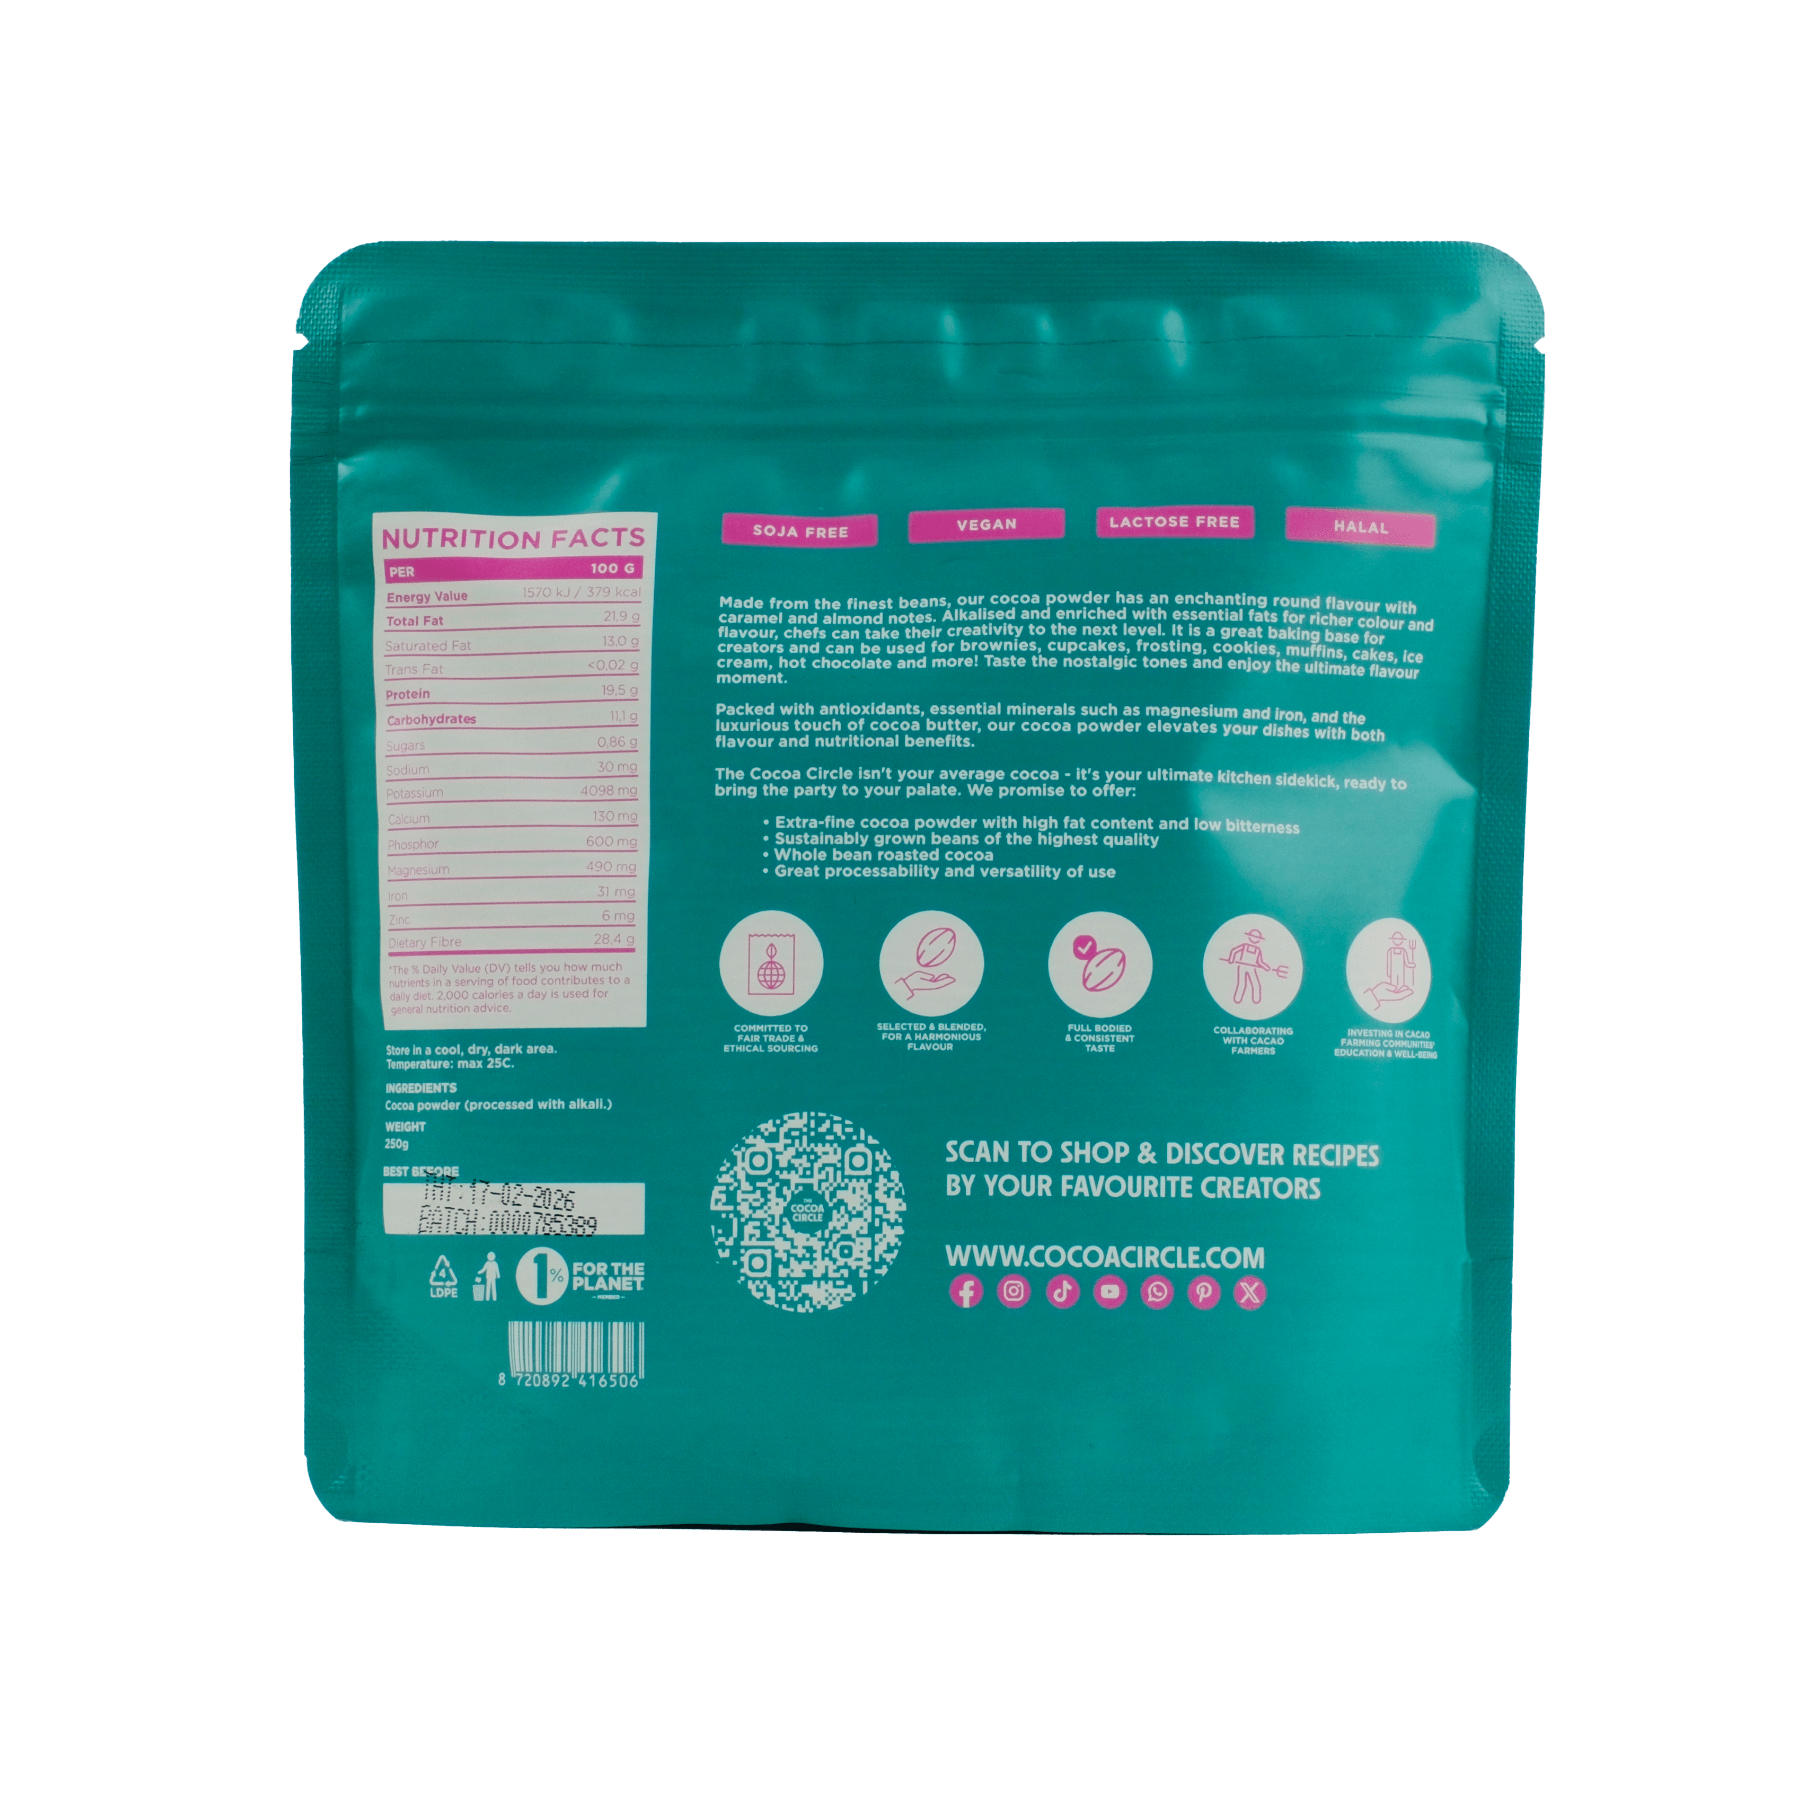 NUTRITION FACTS
PER 100 G
Energy Value 1570 kJ / 379 kcal
Total Fat 21,9 g
Saturated Fat 13,0 g
Trans Fat <0,02 g
Protein 19,5 g
Carbohydrates 11,1 g
Sugars 0,86 g
Sodium 30 mg
Potassium 4098 mg
Calcium 130 mg
Phosphor 600 mg
Magnesium 490 mg
Iron 31 mg
Zinc 6 mg
Dietary Fibre 28,4 g
*The % Daily Value (DV) tells you how much
nutrients in a serving of food contributes to a
daily diet. 2,000 calories a day is used for
general nutrition advice.
Store in a cool, dry, dark area.
Temperature: max 25C.
INGREDIENTS
Cocoa powder (processed with alkali.)
WEIGHT
250g
BEST BEFORE
THT: 17-02-2026
BATCH:0000785389
4
LDPE
1%
FOR THE
PLANET
MEMBER
8 720892 416506
SOJA FREE
VEGAN
LACTOSE FREE
HALAL
Made from the finest beans, our cocoa powder has an enchanting round flavour with
caramel and almond notes. Alkalised and enriched with essential fats for richer colour and
flavour, chefs can take their creativity to the next level. It is a great baking base for
creators and can be used for brownies, cupcakes, frosting, cookies, muffins, cakes, ice
cream, hot chocolate and more! Taste the nostalgic tones and enjoy the ultimate flavour
moment.
Packed with antioxidants, essential minerals such as magnesium and iron, and the
luxurious touch of cocoa butter, our cocoa powder elevates your dishes with both
flavour and nutritional benefits.
The Cocoa Circle isn't your average cocoa - it's your ultimate kitchen sidekick, ready to
bring the party to your palate. We promise to offer:
• Extra-fine cocoa powder with high fat content and low bitterness
• Sustainably grown beans of the highest quality
• Whole bean roasted cocoa
• Great processability and versatility of use
COMMITTED TO
FAIR TRADE &
ETHICAL SOURCING
SELECTED & BLENDED,
FOR A HARMONIOUS
FLAVOUR
FULL BODIED
& CONSISTENT
TASTE
COLLABORATING
WITH CACAO
FARMERS
INVESTING IN CACAO
FARMING COMMUNITIES'
EDUCATION & WELL-BEING
THE
COCOA
CIRCLE
SCAN TO SHOP & DISCOVER RECIPES
BY YOUR FAVOURITE CREATORS
WWW.COCOACIRCLE.COM